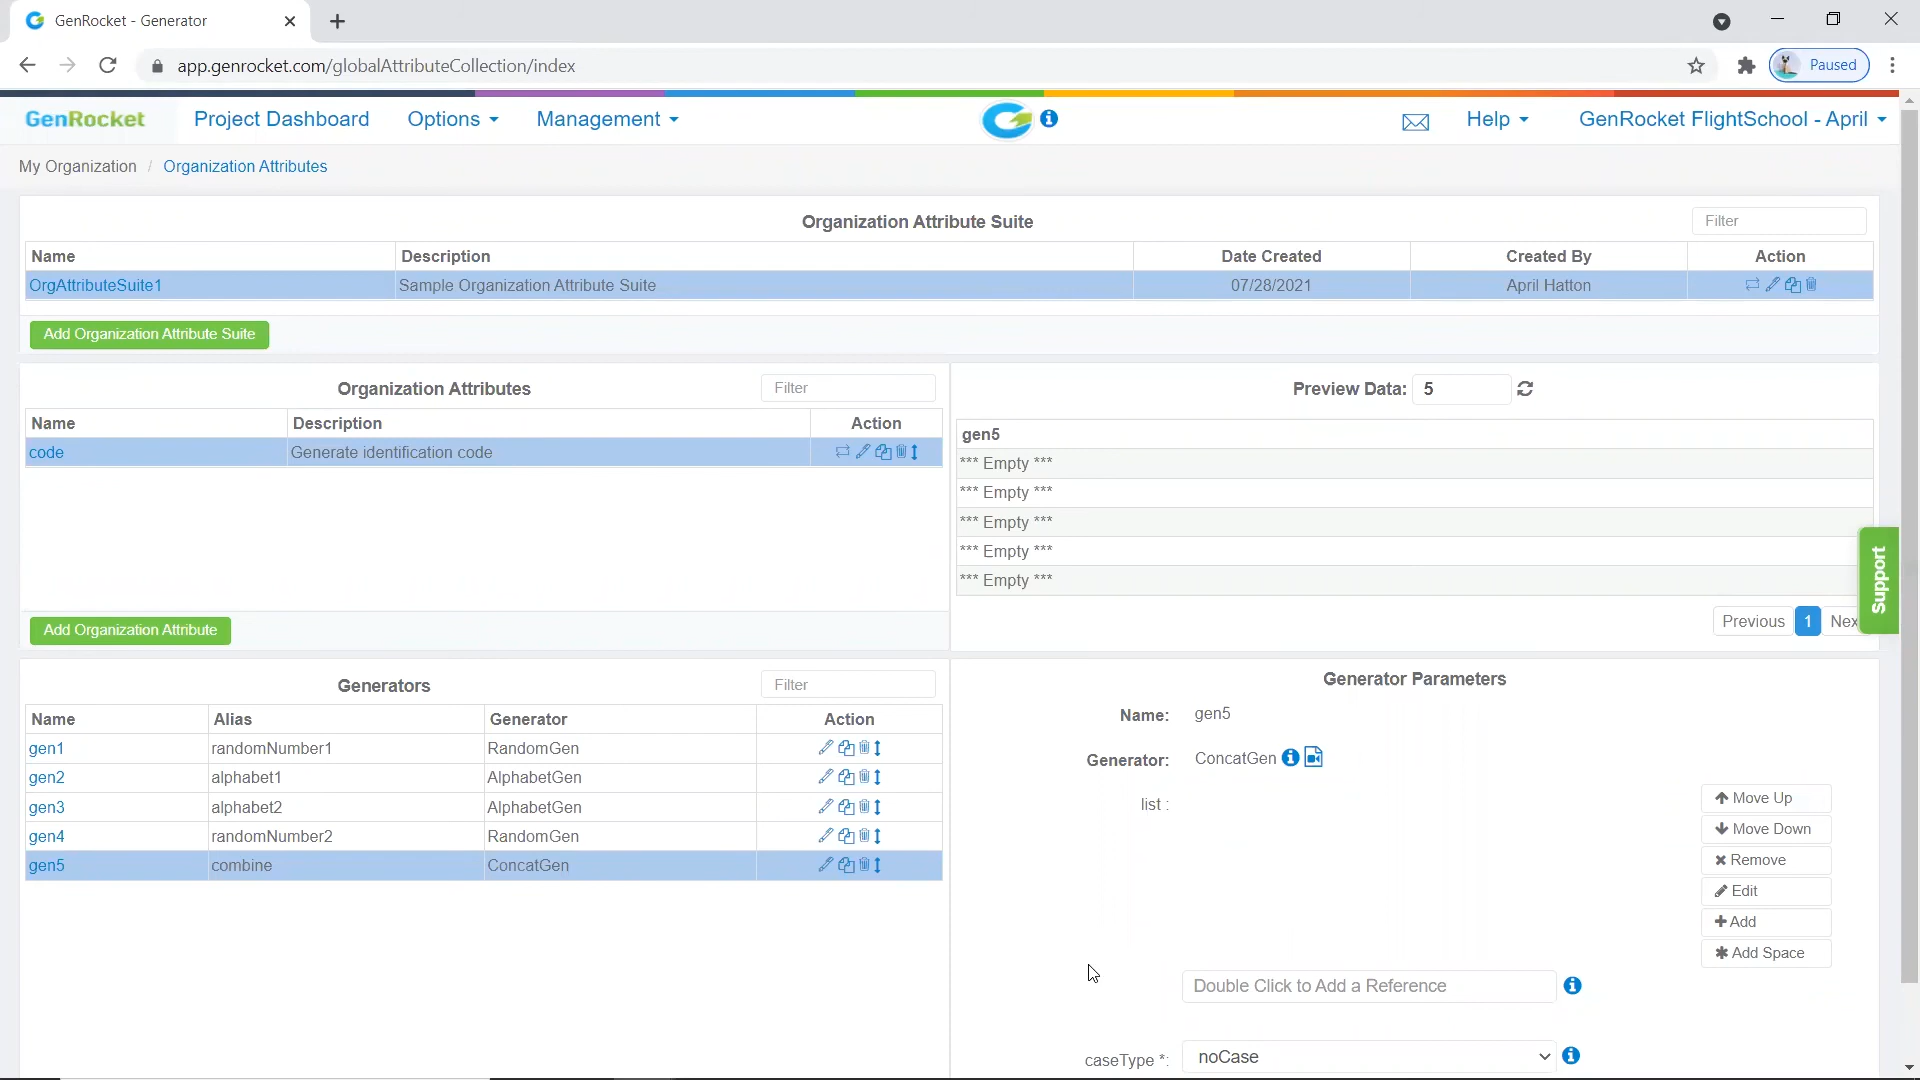 GenRocket - Generator
app.genrocket.com/globalAttributeCollection/index
Paused
GenRocket Project Dashboard Options Management Help GenRocket FlightSchool - April
My Organization / Organization Attributes
Organization Attribute Suite Filter
Name Description Date Created Created By Action
OrgAttributeSuite1 Sample Organization Attribute Suite 07/28/2021 April Hatton
Add Organization Attribute Suite
Organization Attributes Filter
Name Description Action
code Generate identification code
Add Organization Attribute
Preview Data: 5
gen5
*** Empty ***
*** Empty ***
*** Empty ***
*** Empty ***
*** Empty ***
Previous 1 Nex
Support
Generators Filter
Name Alias Generator Action
gen1 randomNumber1 RandomGen
gen2 alphabet1 AlphabetGen
gen3 alphabet2 AlphabetGen
gen4 randomNumber2 RandomGen
gen5 combine ConcatGen
Generator Parameters
Name: gen5
Generator: ConcatGen
list :
Move Up
Move Down
Remove
Edit
Add
Add Space
Double Click to Add a Reference
caseType *: noCase